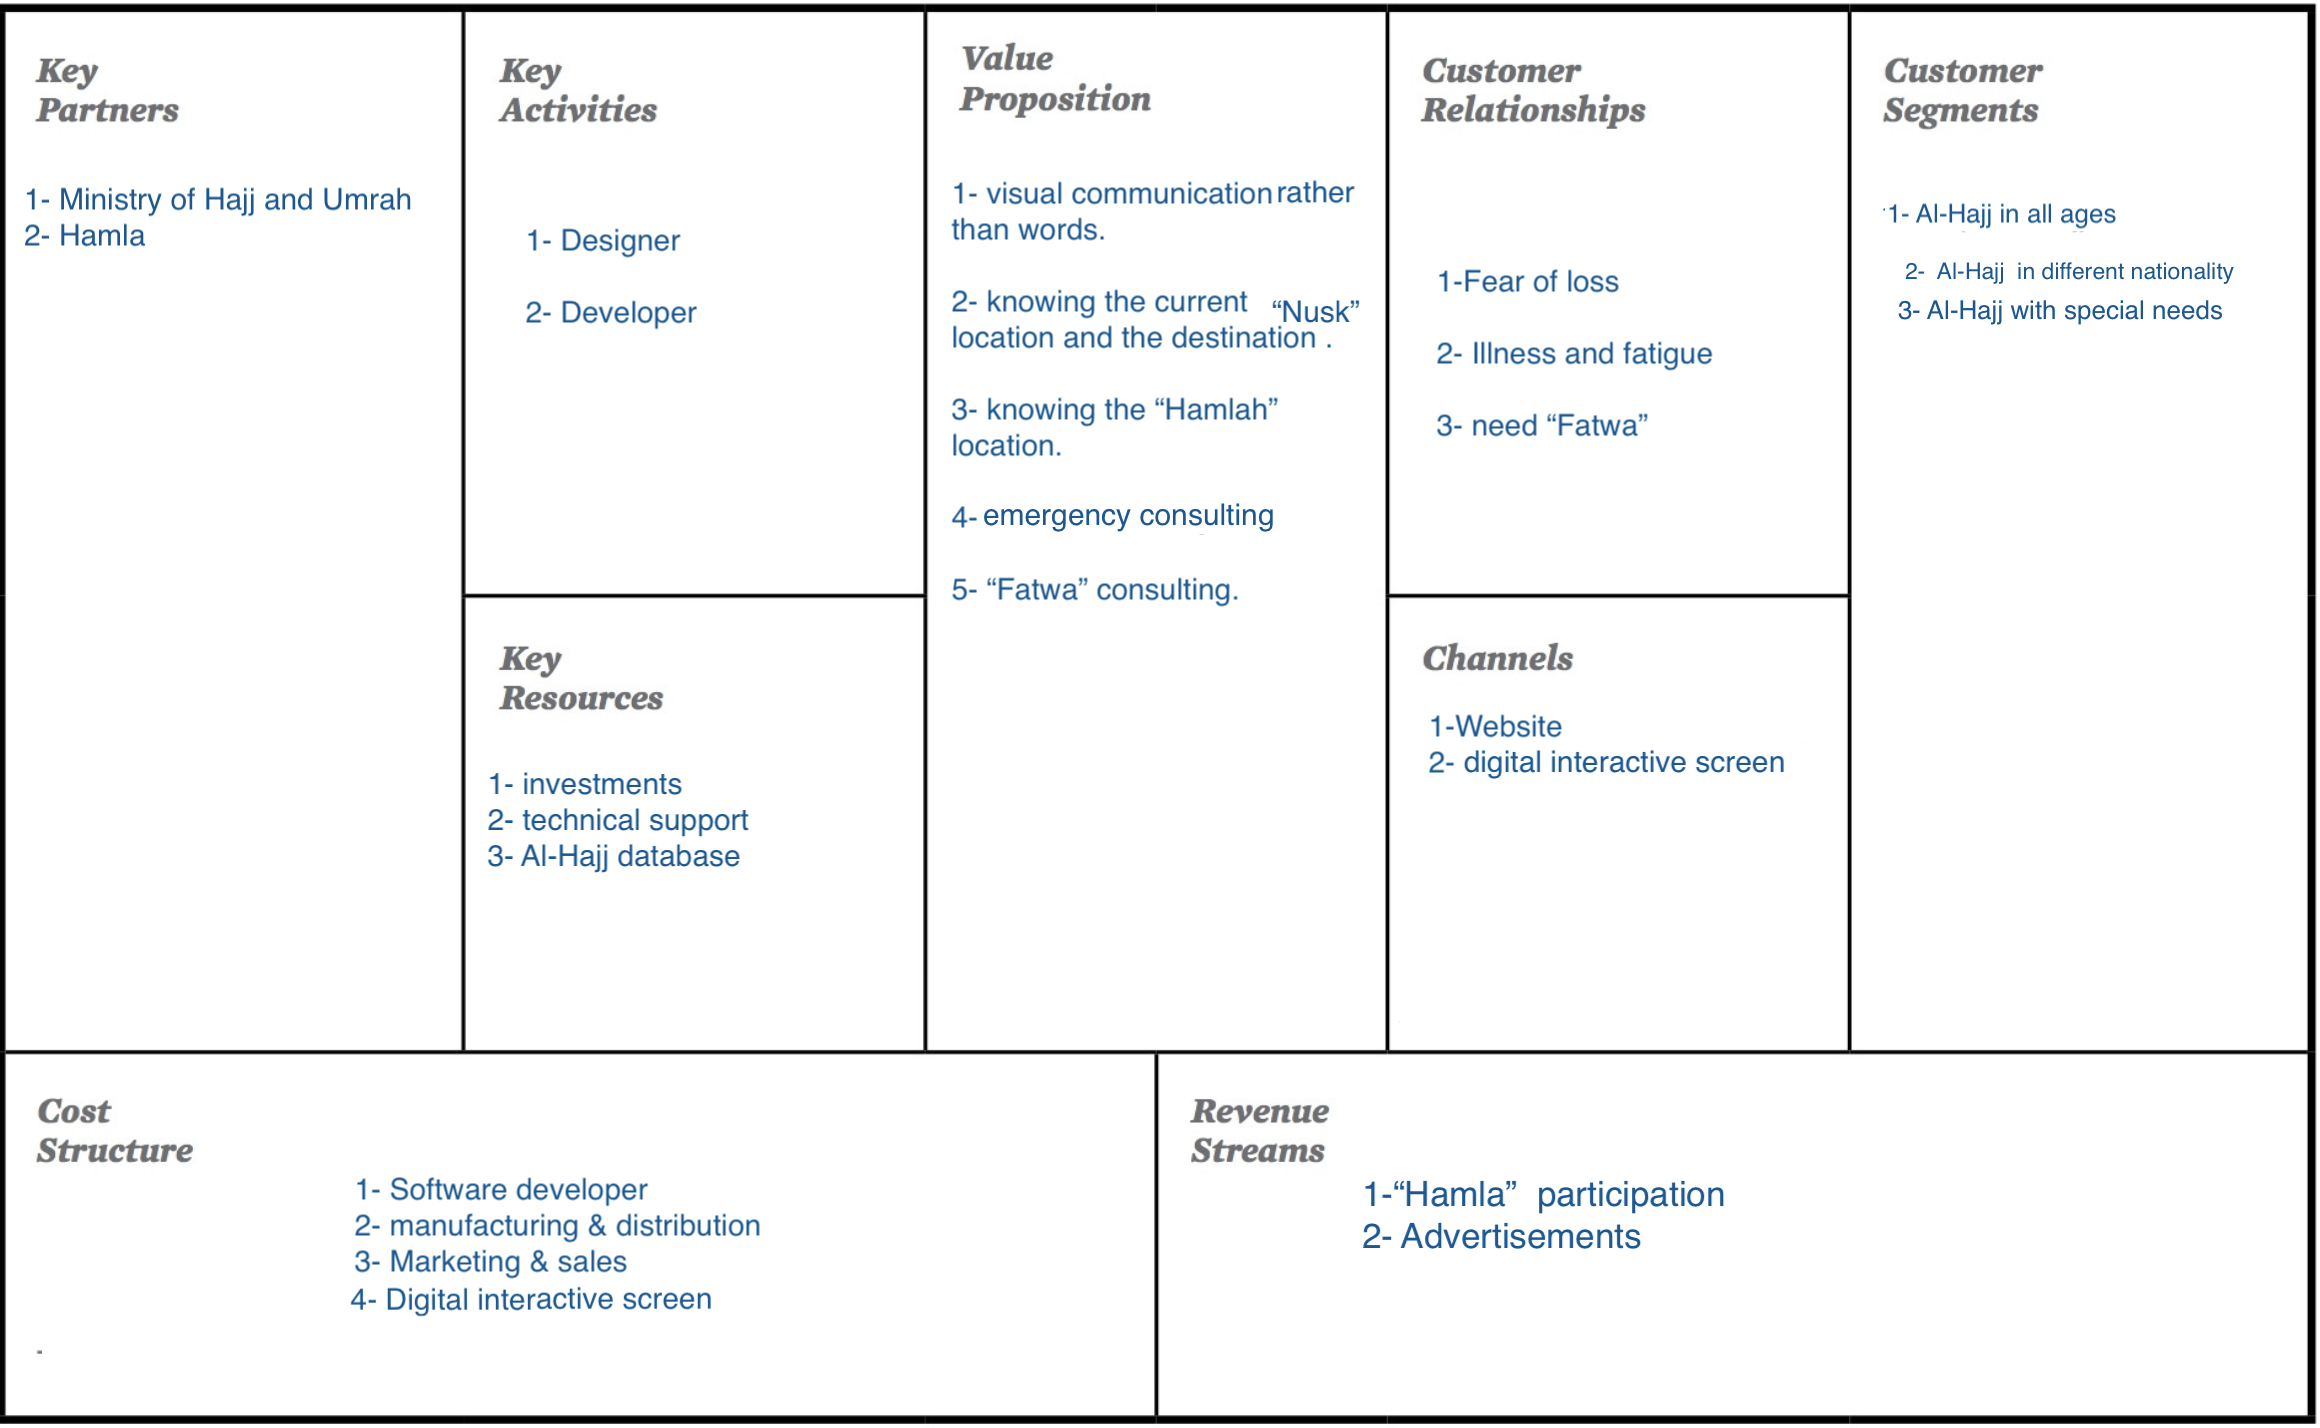 Key
Partners
1- Ministry of Hajj and Umrah
2- Hamla
Key
Activities
1- Designer
2- Developer
Key
Resources
1- investments
2- technical support
3- Al-Hajj database
Value
Proposition
1- visual communication rather
than words.
2- knowing the current “Nusk”
location and the destination .
3- knowing the “Hamlah”
location.
4- emergency consulting
5- “Fatwa” consulting.
Customer
Relationships
1-Fear of loss
2- Illness and fatigue
3- need “Fatwa”
Channels
1-Website
2- digital interactive screen
Customer
Segments
1- Al-Hajj in all ages
2- Al-Hajj in different nationality
3- Al-Hajj with special needs
Cost
Structure
1- Software developer
2- manufacturing & distribution
3- Marketing & sales
4- Digital interactive screen
-
Revenue
Streams
1-“Hamla” participation
2- Advertisements